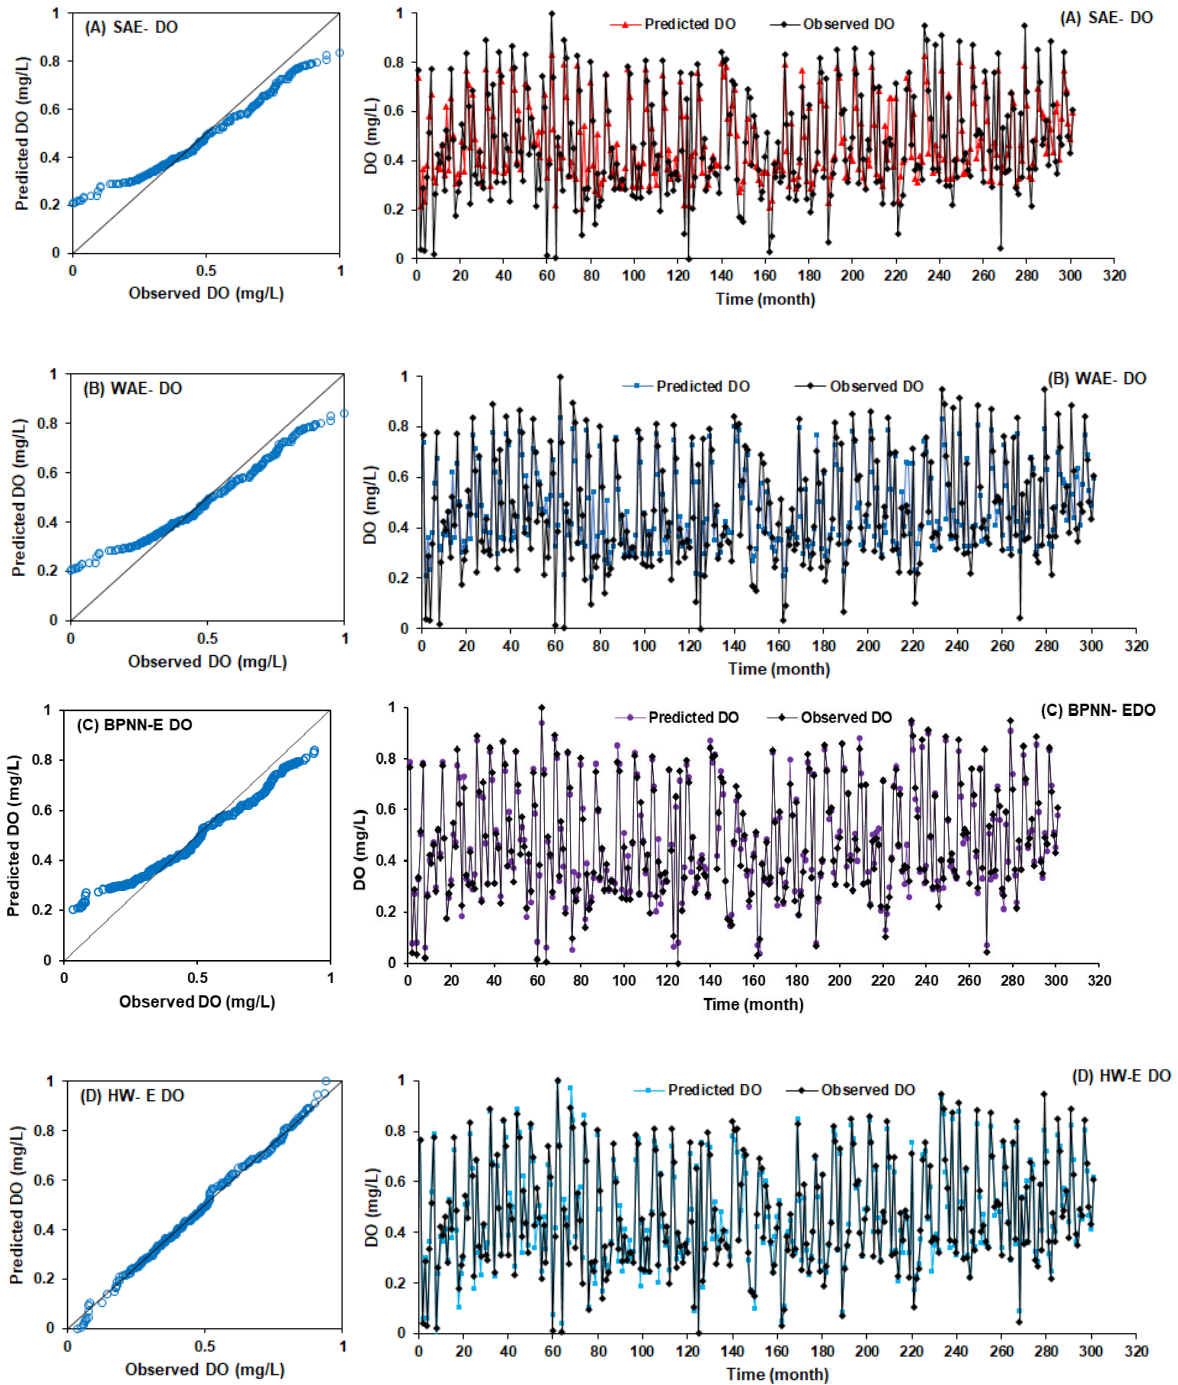 (A) SAE- DO
Predicted DO (mg/L)
1
0.8
0.6
0.4
0.2
0
0
0.5
1
Observed DO (mg/L)
(A) SAE- DO
Predicted DO
Observed DO
DO (mg/L)
1
0.8
0.6
0.4
0.2
0
0 20 40 60 80 100 120 140 160 180 200 220 240 260 280 300 320
Time (month)
(B) WAE- DO
Predicted DO (mg/L)
1
0.8
0.6
0.4
0.2
0
0
0.5
1
Observed DO (mg/L)
(B) WAE- DO
Predicted DO
Observed DO
DO (mg/L)
1
0.8
0.6
0.4
0.2
0
0 20 40 60 80 100 120 140 160 180 200 220 240 260 280 300 320
Time (month)
(C) BPNN-E DO
Predicted DO (mg/L)
1
0.8
0.6
0.4
0.2
0
0
0.5
1
Observed DO (mg/L)
(C) BPNN- EDO
Predicted DO
Observed DO
DO (mg/L)
1
0.8
0.6
0.4
0.2
0
0 20 40 60 80 100 120 140 160 180 200 220 240 260 280 300 320
Time (month)
(D) HW- E DO
Predicted DO (mg/L)
1
0.8
0.6
0.4
0.2
0
0
0.5
1
Observed DO (mg/L)
(D) HW-E DO
Predicted DO
Observed DO
DO (mg/L)
1
0.8
0.6
0.4
0.2
0
0 20 40 60 80 100 120 140 160 180 200 220 240 260 280 300 320
Time (month)